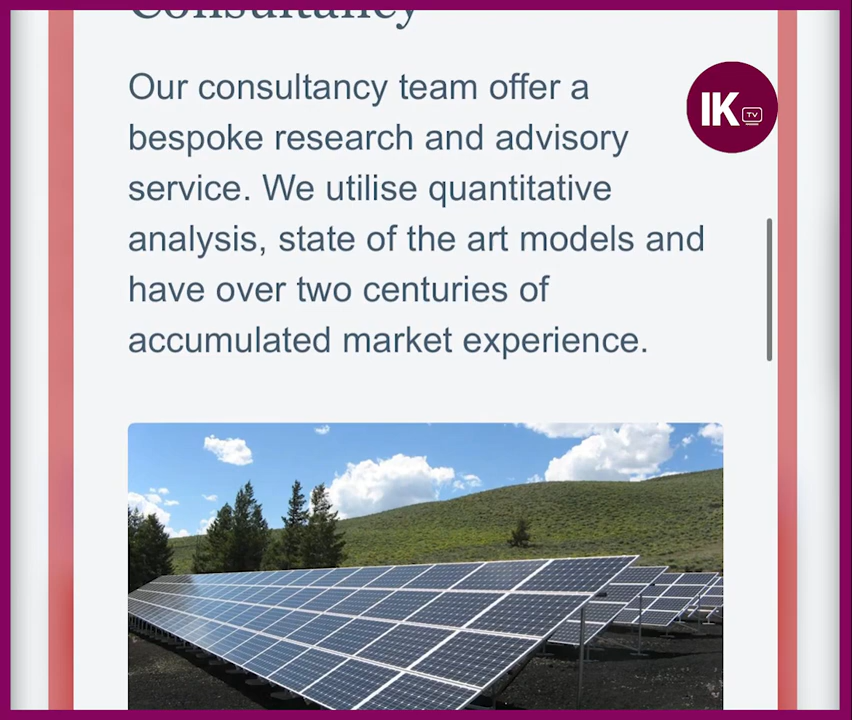 Consultancy
Our consultancy team offer a
bespoke research and advisory
service. We utilise quantitative
analysis, state of the art models and
have over two centuries of
accumulated market experience.
IK
TV